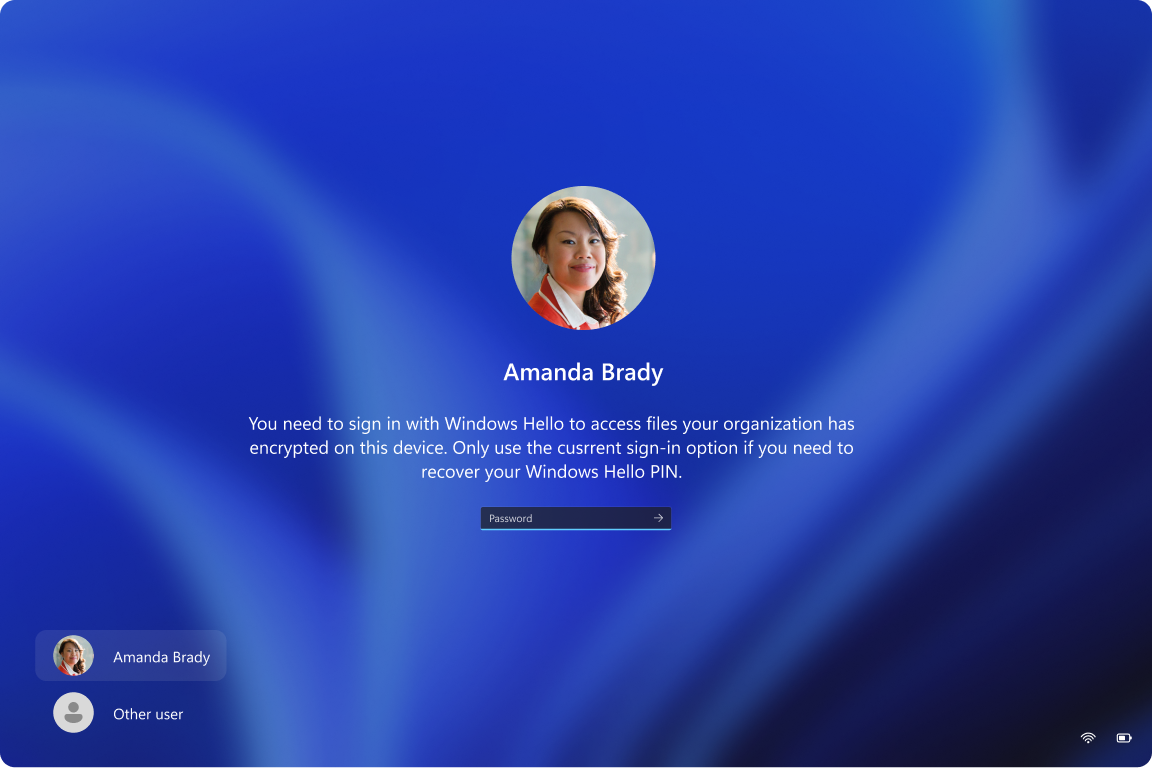 Amanda Brady
You need to sign in with Windows Hello to access files your organization has
encrypted on this device. Only use the cusrrent sign-in option if you need to
recover your Windows Hello PIN.
Password
Amanda Brady
Other user